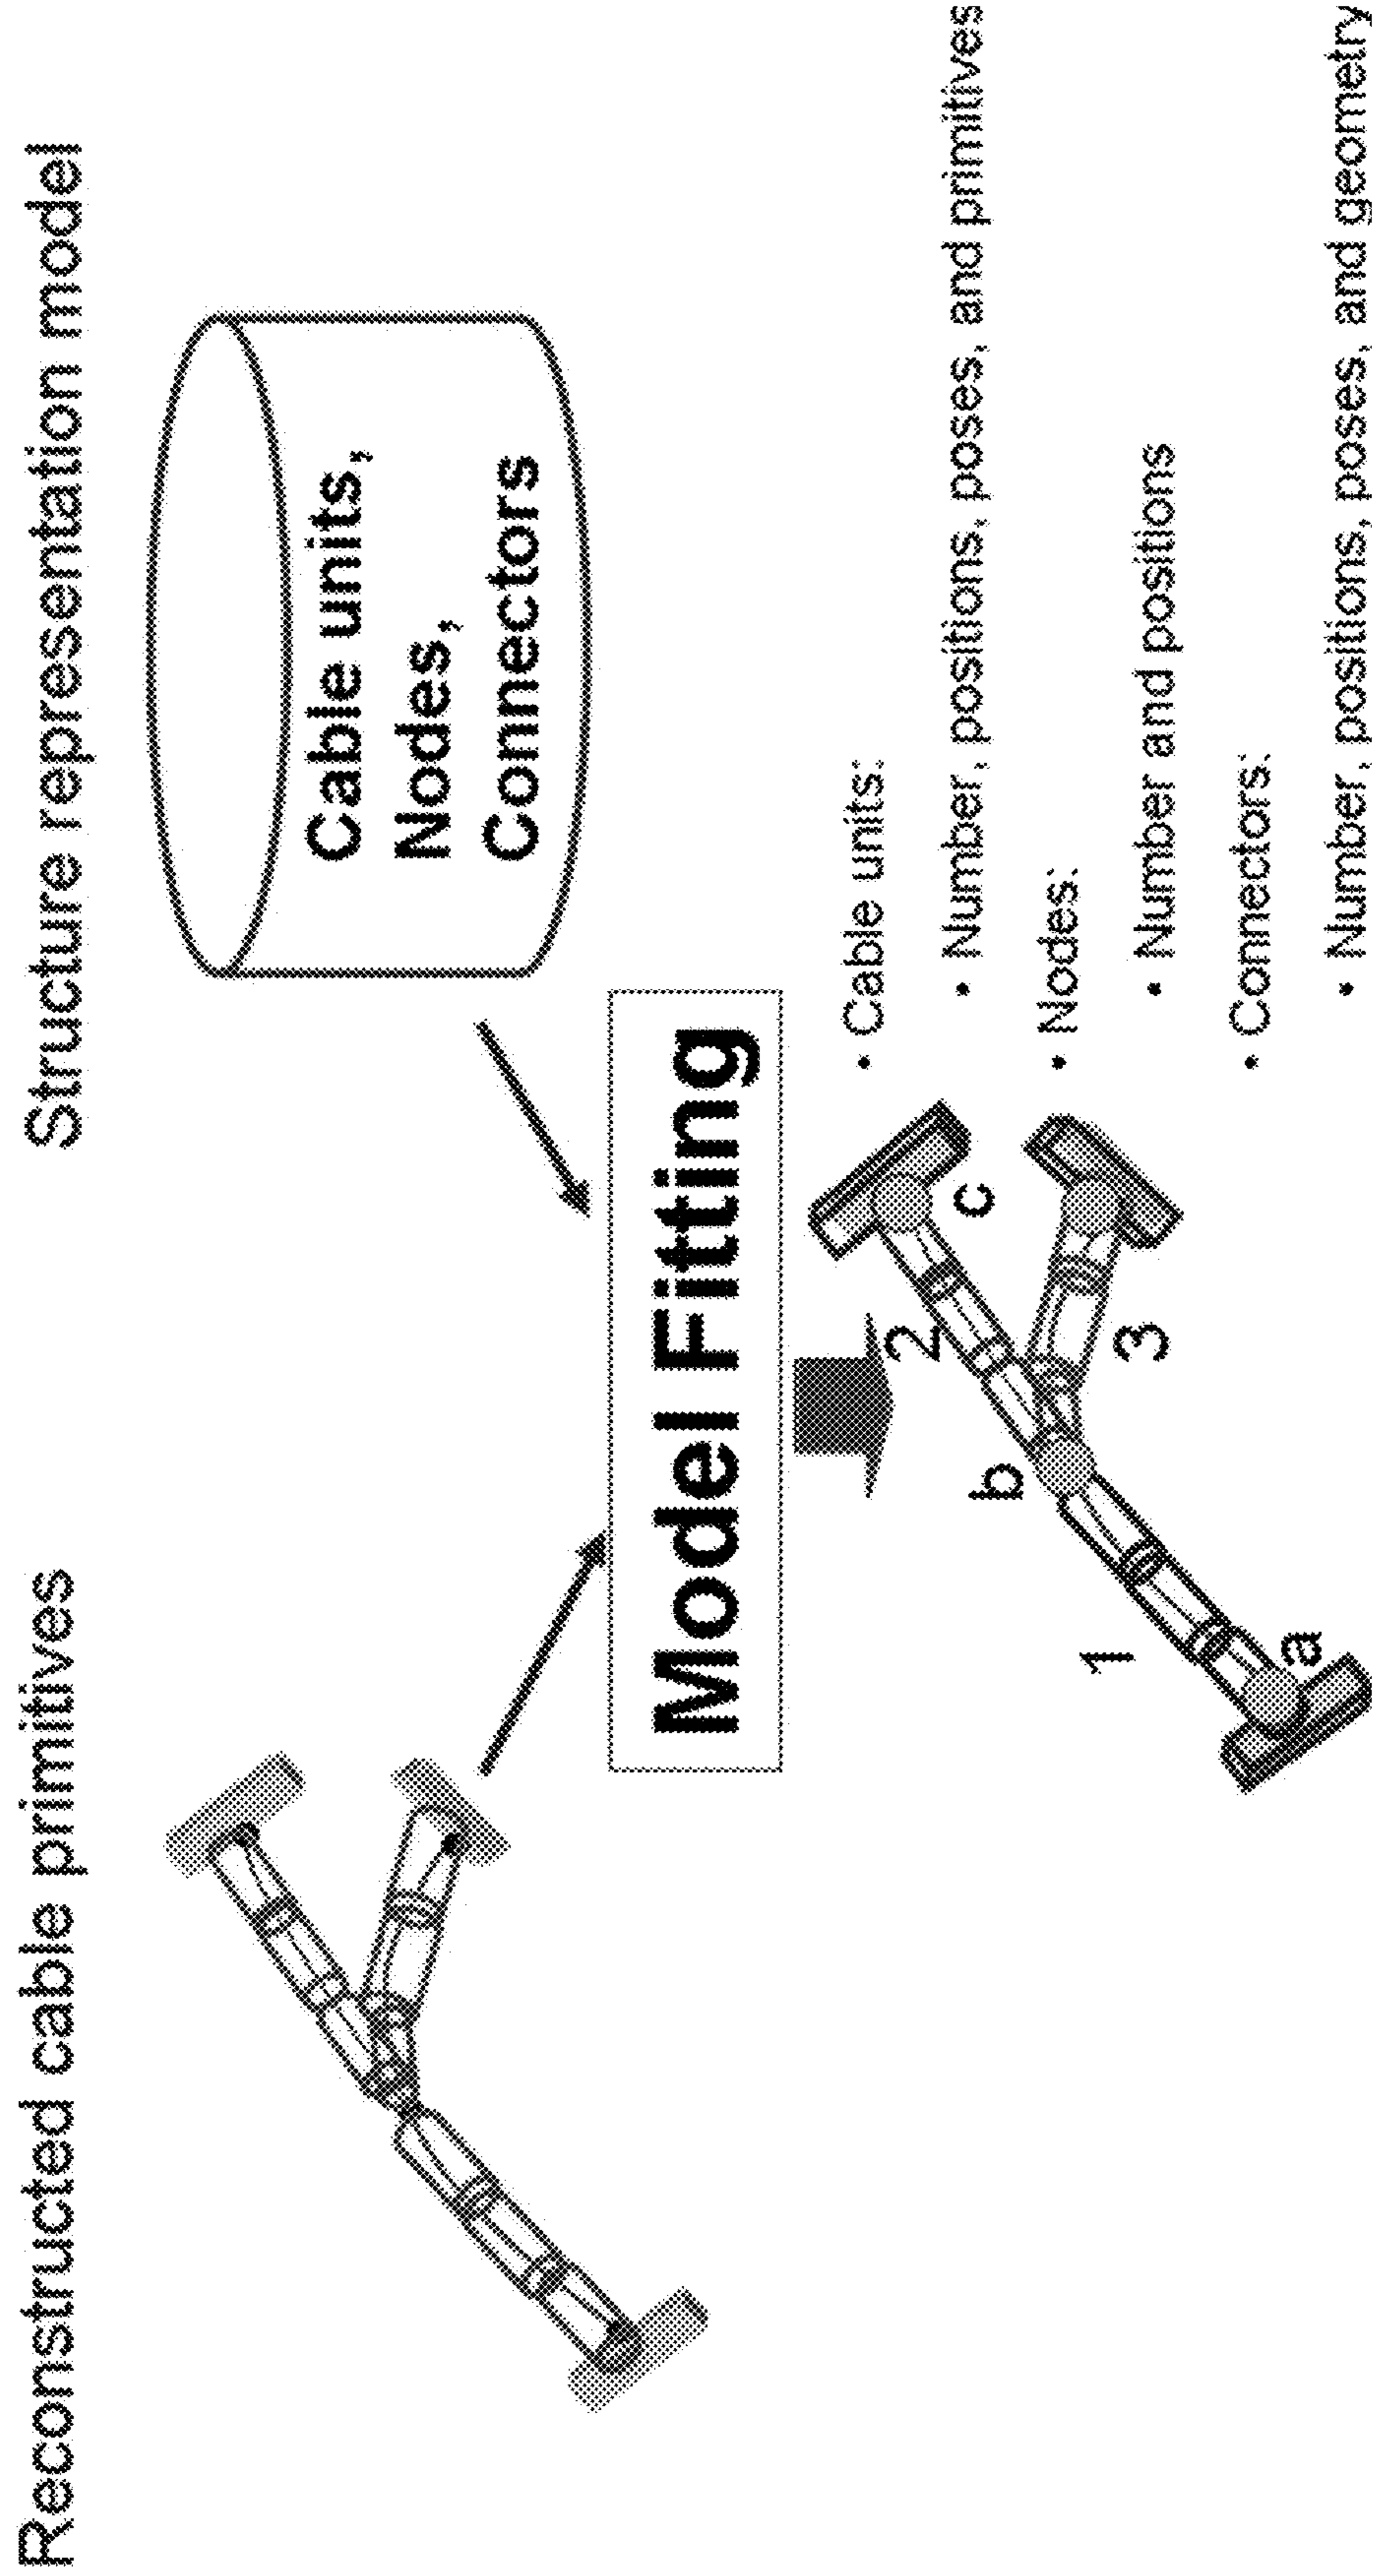 Reconstructed cable primitives
Structure representation model
Cable units,
Nodes,
Connectors
Model Fitting
1
2
3
a
b
c
• Cable units:
• Number, positions, poses, and primitives
• Nodes:
• Number and positions
• Connectors:
• Number, positions, poses, and geometry